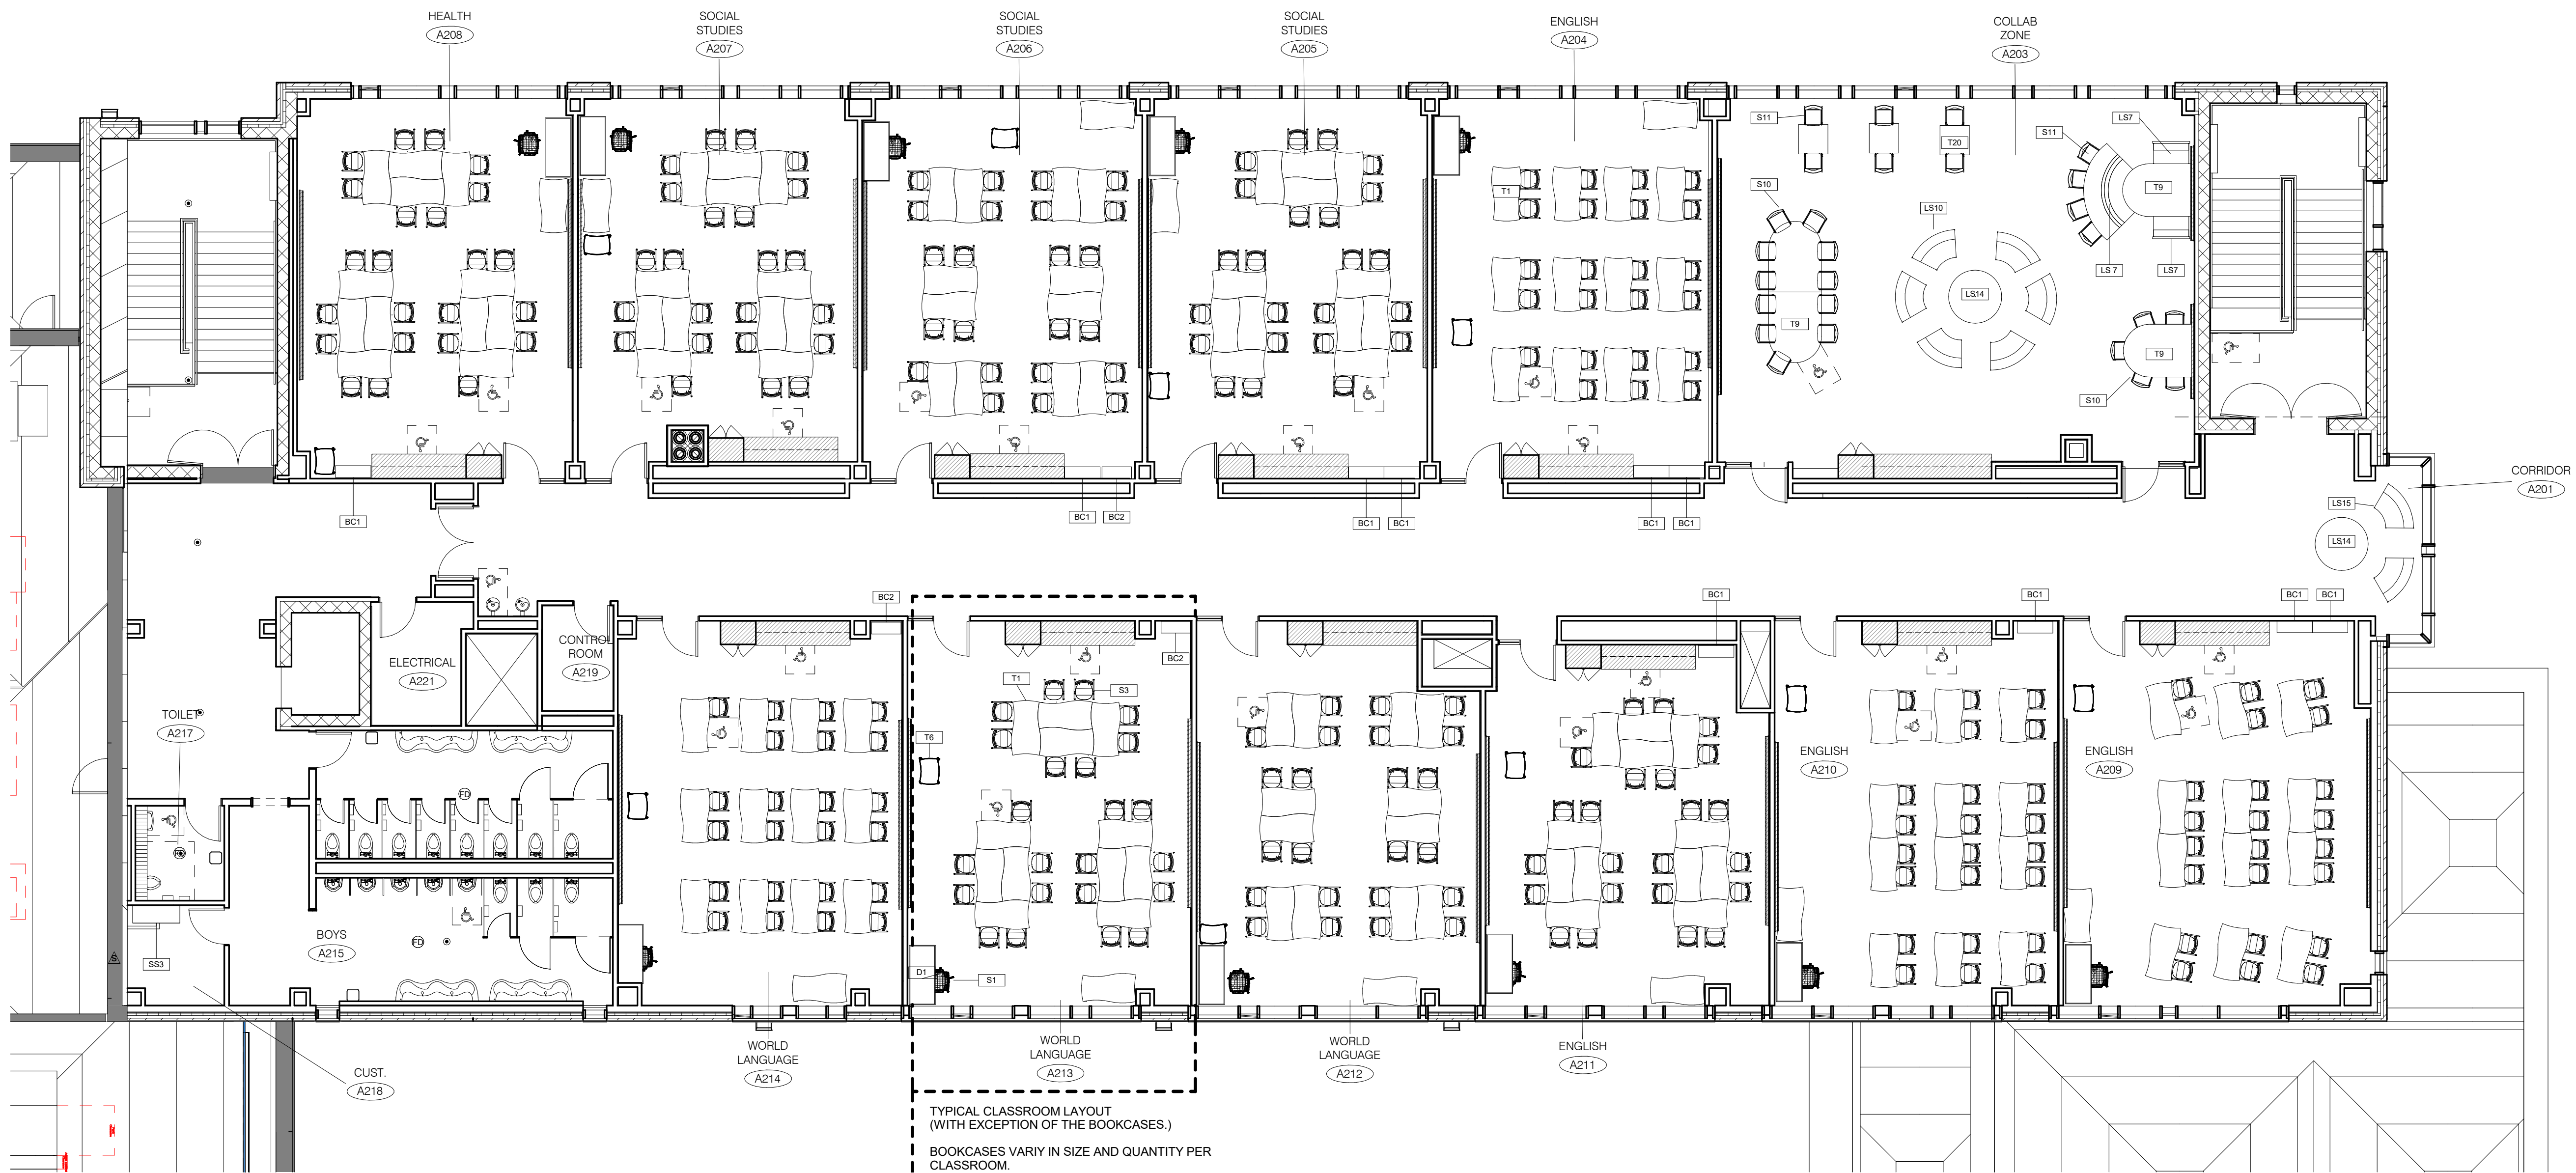 HEALTH
A208
SOCIAL
STUDIES
A207
SOCIAL
STUDIES
A206
SOCIAL
STUDIES
A205
ENGLISH
A204
COLLAB
ZONE
A203
S11
T20
S11
LS7
T9
S10
T1
LS10
LS 7
LS7
LS14
T9
T9
S10
CORRIDOR
A201
LS15
LS14
BC1
BC1
BC2
BC1
BC1
BC1
BC1
BC2
BC1
BC1
BC1
BC1
CONTROL
ROOM
A219
ELECTRICAL
A221
BC2
T1
S3
TOILET
A217
T6
ENGLISH
A210
ENGLISH
A209
FD
FD
BOYS
A215
SS3
S
D1
S1
WORLD
LANGUAGE
A214
WORLD
LANGUAGE
A213
WORLD
LANGUAGE
A212
ENGLISH
A211
CUST.
A218
TYPICAL CLASSROOM LAYOUT
(WITH EXCEPTION OF THE BOOKCASES.)
BOOKCASES VARIY IN SIZE AND QUANTITY PER
CLASSROOM.